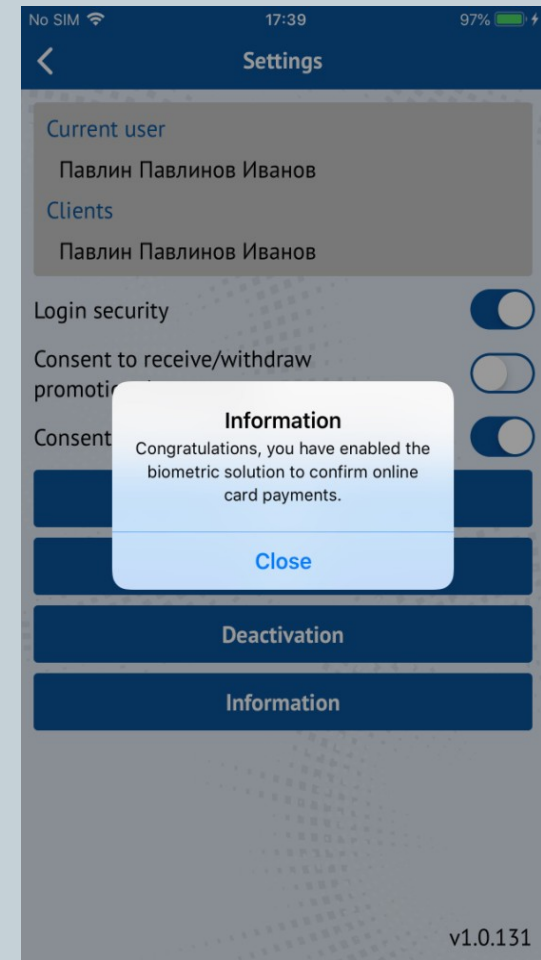 No SIM 17:39 97%
Settings
Current user
Павлин Павлинов Иванов
Clients
Павлин Павлинов Иванов
Login security
Consent to receive/withdraw
Information
Consent
Congratulations, you have enabled the
biometric solution to confirm online
card payments.
Close
Deactivation
Information
v1.0.131